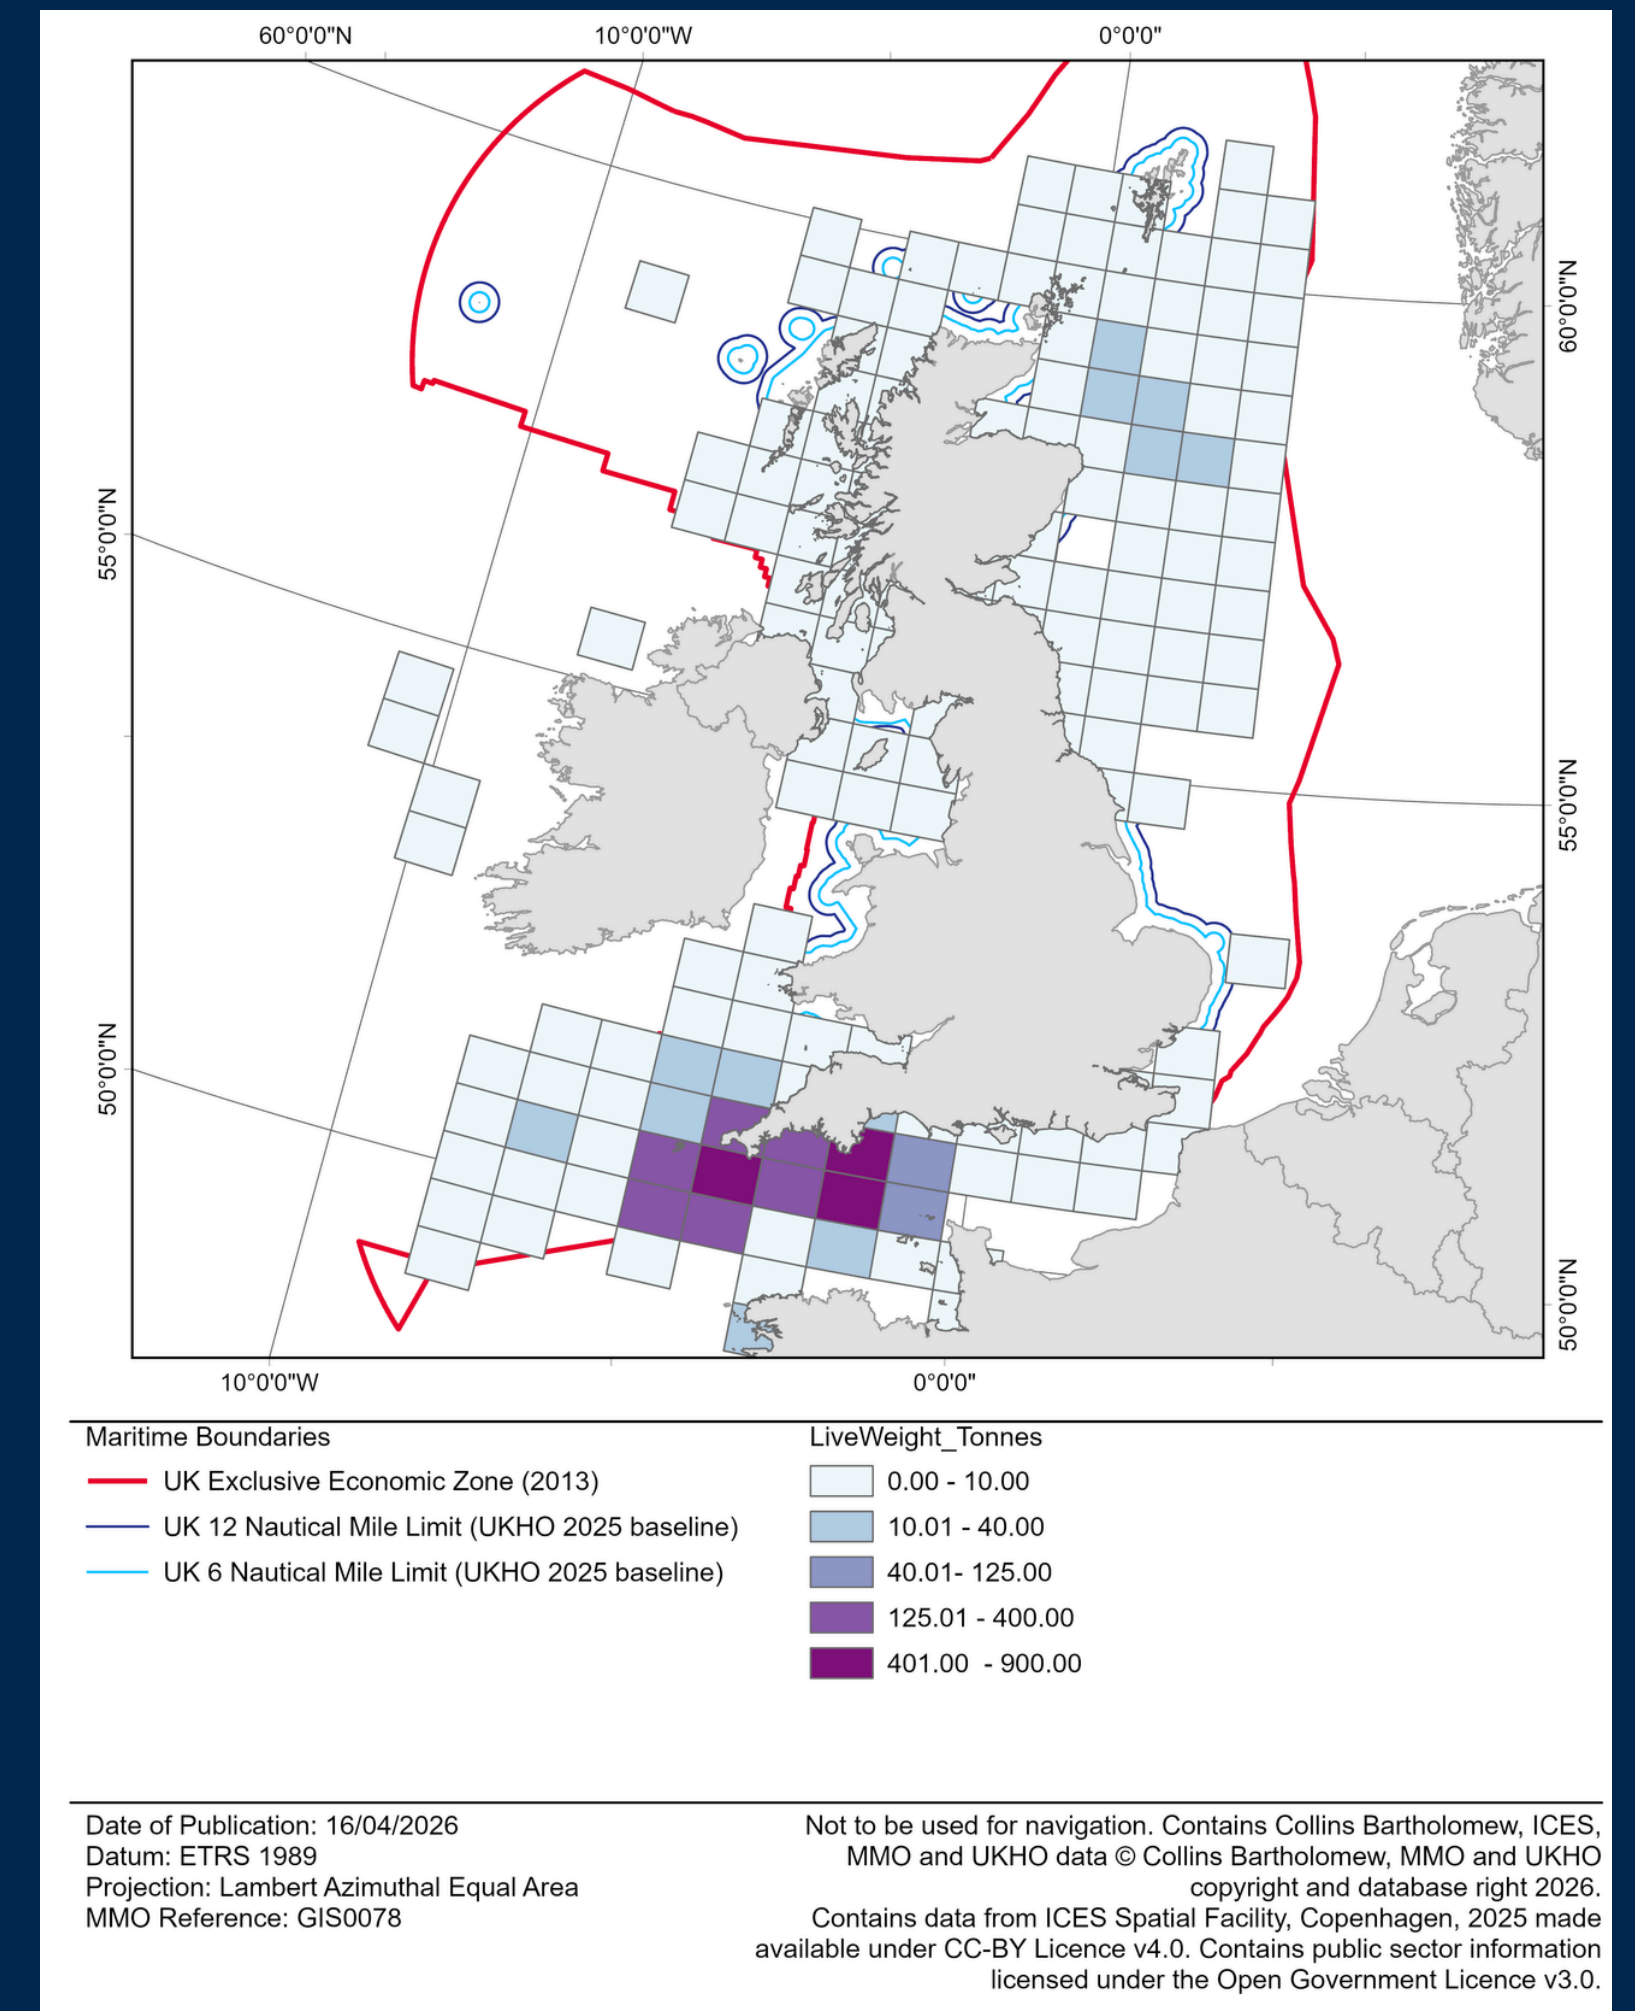 60°0'0"N
10°0'0"W
0°0'0"
55°0'0"N
50°0'0"N
60°0'0"N
55°0'0"N
50°0'0"N
10°0'0"W
0°0'0"
Maritime Boundaries
UK Exclusive Economic Zone (2013)
UK 12 Nautical Mile Limit (UKHO 2025 baseline)
UK 6 Nautical Mile Limit (UKHO 2025 baseline)
LiveWeight_Tonnes
0.00 - 10.00
10.01 - 40.00
40.01- 125.00
125.01 - 400.00
401.00  - 900.00
Date of Publication: 16/04/2026
Datum: ETRS 1989
Projection: Lambert Azimuthal Equal Area
MMO Reference: GIS0078
Not to be used for navigation. Contains Collins Bartholomew, ICES,
MMO and UKHO data © Collins Bartholomew, MMO and UKHO
copyright and database right 2026.
Contains data from ICES Spatial Facility, Copenhagen, 2025 made
available under CC-BY Licence v4.0. Contains public sector information
licensed under the Open Government Licence v3.0.